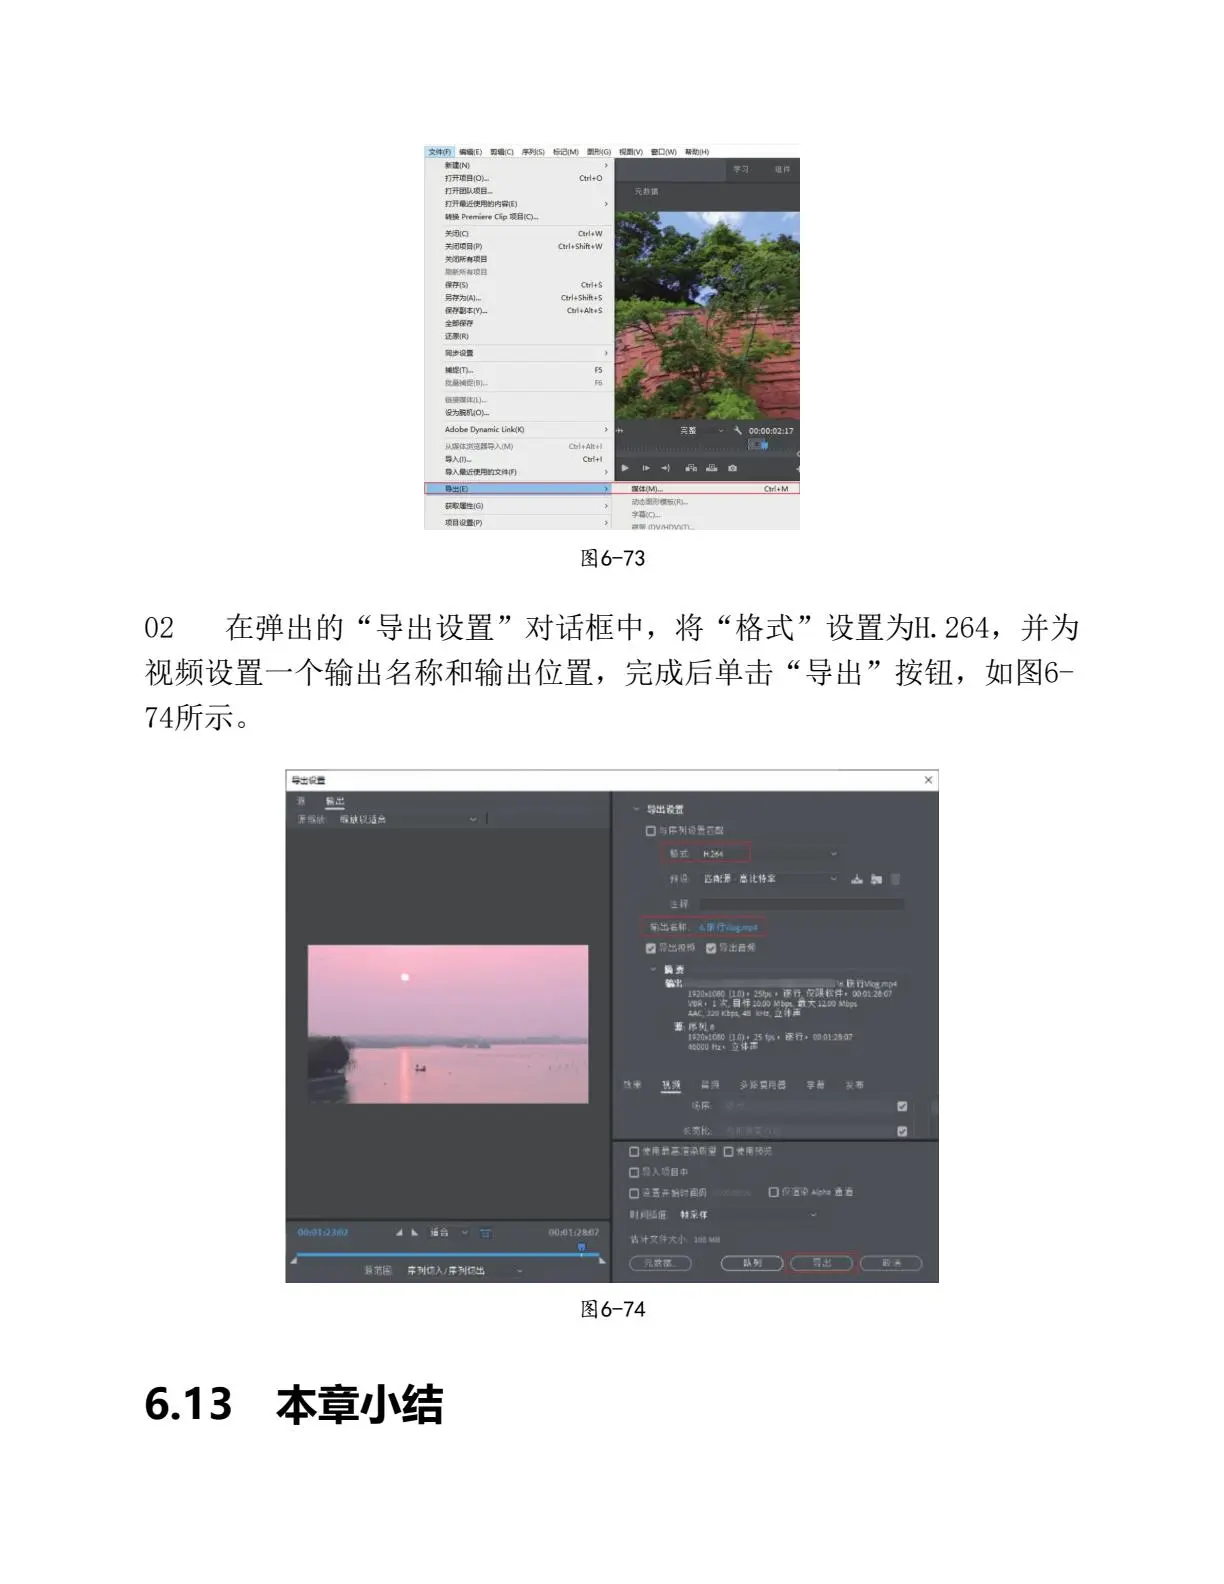 文件(F) 编辑(E) 剪辑(C) 序列(S) 标记(M) 图形(G) 视图(V) 窗口(W) 帮助(H)
新建(N)
学习 组件
打开项目(O)... Ctrl+O
打开团队项目...
元数据
打开最近使用的内容(E)
转换 Premiere Clip 项目(C)...
关闭(C) Ctrl+W
关闭项目(P) Ctrl+Shift+W
关闭所有项目
刷新所有项目
保存(S) Ctrl+S
另存为(A)... Ctrl+Shift+S
保存副本(Y)... Ctrl+Alt+S
全部保存
还原(R)
同步设置
捕捉(T)... F5
批量捕捉(B)... F6
链接媒体(L)...
设为脱机(O)...
Adobe Dynamic Link(K)
完整 00:00:02:17
从媒体浏览器导入(M) Ctrl+Alt+I
导入(I)... Ctrl+I
导入最近使用的文件(F)
导出(E) 媒体(M)... Ctrl+M
动态图形模板(R)...
获取属性(G)
字幕(C)...
项目设置(P)
磁带 (DV/HDV)(T)...
图6-73
02 在弹出的“导出设置”对话框中，将“格式”设置为H.264，并为
视频设置一个输出名称和输出位置，完成后单击“导出”按钮，如图6-
74所示。
导出设置
源 输出
源缩放: 缩放以适合
导出设置
与序列设置匹配
格式: H.264
预设: 匹配源 - 高比特率
注释:
输出名称: 6.旅行Vlog.mp4
导出视频 导出音频
摘要
输出: \6.旅行Vlog.mp4
1920x1080 (1.0), 25 fps, 逐行, 仅限软件, 00:01:28:07
VBR, 1 次, 目标 10.00 Mbps, 最大 12.00 Mbps
AAC, 320 Kbps, 48 kHz, 立体声
源: 序列, 6
1920x1080 (1.0), 25 fps, 逐行, 00:01:28:07
48000 Hz, 立体声
效果 视频 音频 多路复用器 字幕 发布
场序:
长宽比:
使用最高渲染质量 使用预览
导入项目中
设置开始时间码 仅渲染 Alpha 通道
时间插值: 帧采样
估计文件大小: 108 MB
元数据... 队列 导出 取消
00:01:23:02 适合 00:01:28:07
源范围: 序列切入/序列切出
图6-74
6.13 本章小结